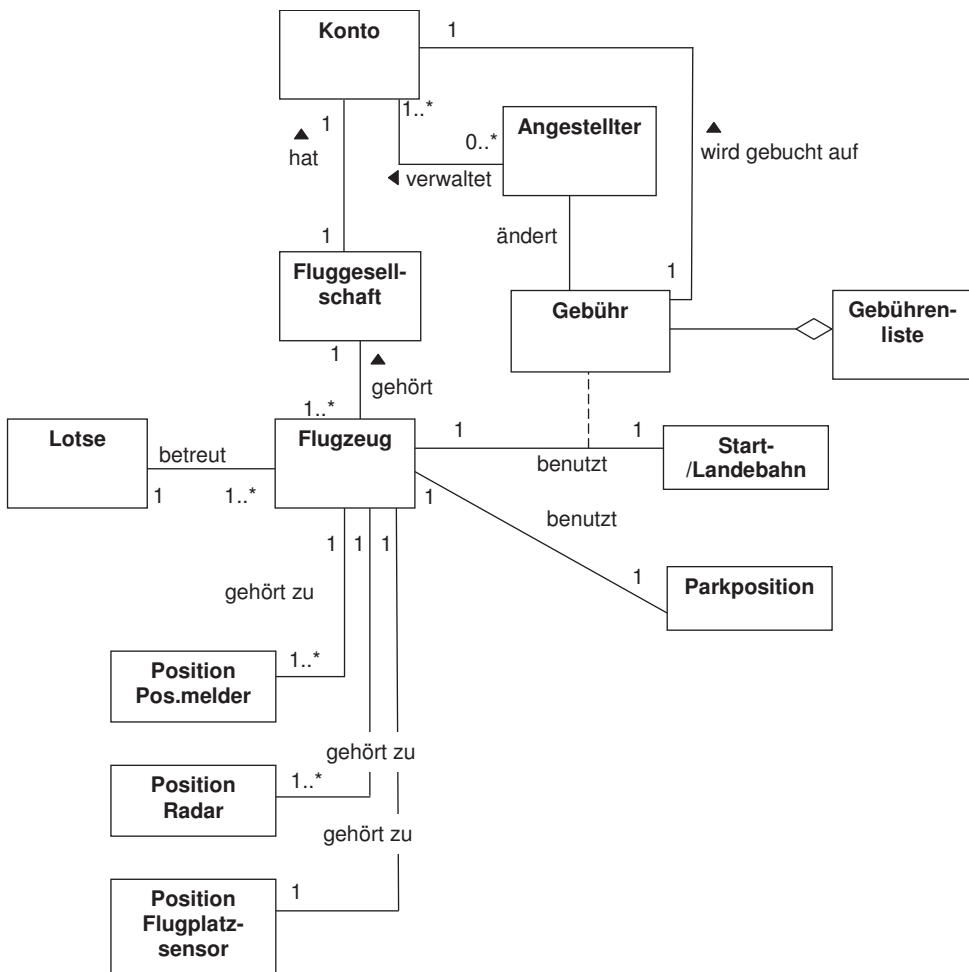 Konto
1
1
hat
1..*
0..*
verwaltet
Angestellter
wird gebucht auf
ändert
1
Fluggesell-
schaft
1
Gebühr
Gebühren-
liste
1
gehört
1..*
Lotse
betreut
1
1..*
Flugzeug
1
1
benutzt
Start-
/Landebahn
1
benutzt
1
Parkposition
1
1
1
gehört zu
1..*
Position
Pos.melder
gehört zu
1..*
Position
Radar
gehört zu
1
Position
Flugplatz-
sensor